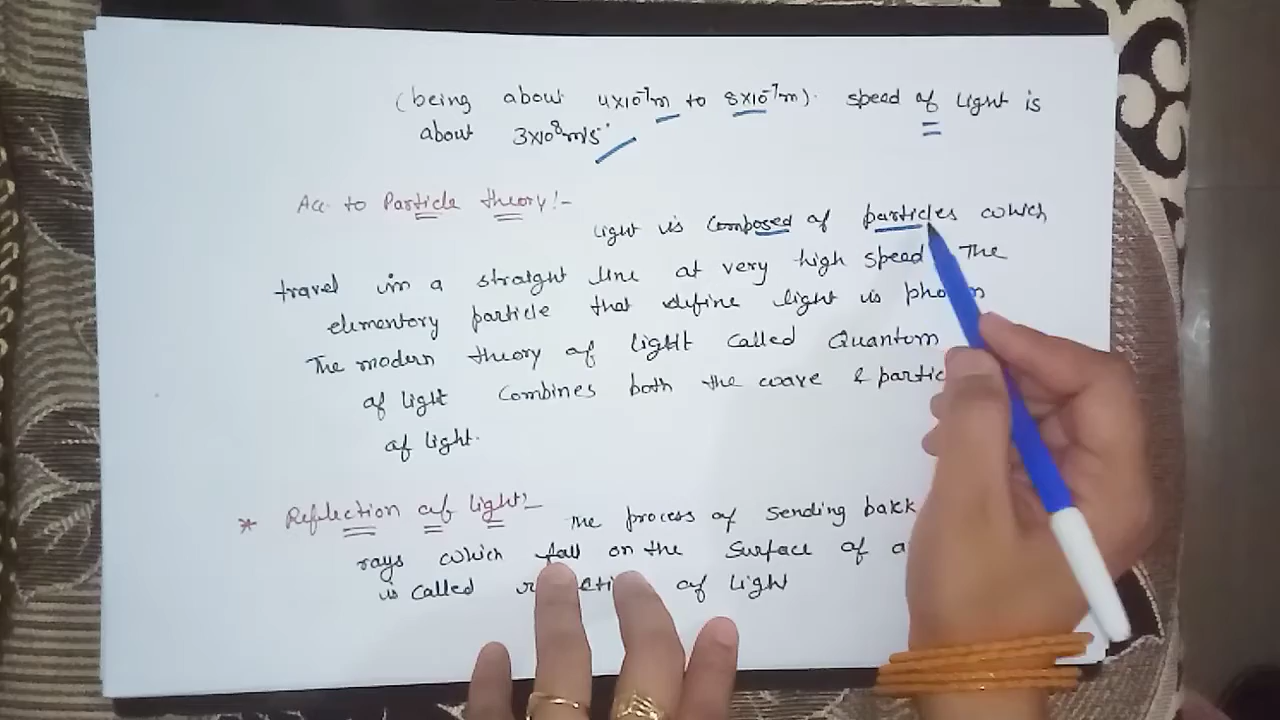 (being about 4x10⁻⁷m to 8x10⁻⁷m). speed of light is
about 3x10⁸m/s.
Acc. to Particle theory:-
Light is composed of particles which
travel in a straight line at very high speed The
elementory particle that define light is
The modern theory of light called Quantom
of light combines both the wave &
of light.
* Reflection of light:-
The process of sending back
rays which fall on the surface of a
is called of light